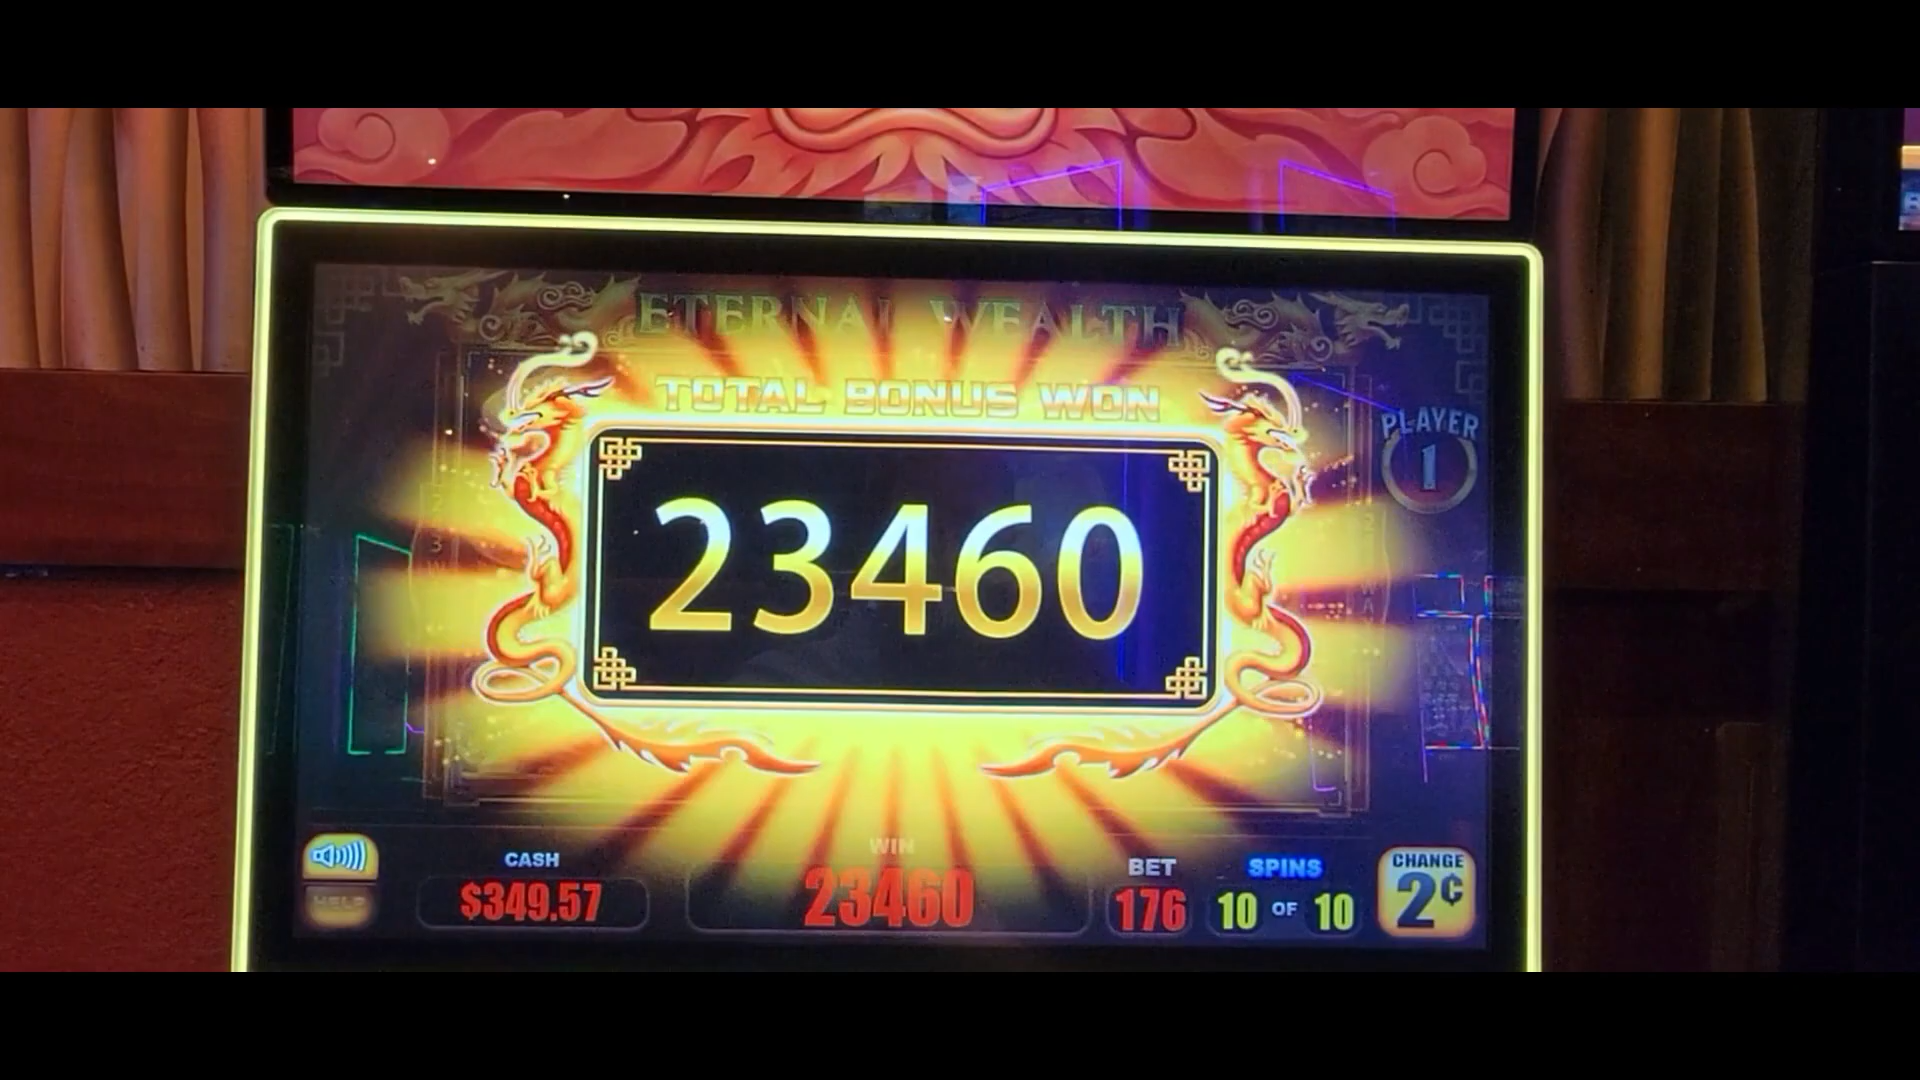 ETERNAL WEALTH
TOTAL BONUS WON
23460
PLAYER
1
CASH
$349.57
WIN
23460
BET
176
SPINS
10 OF 10
CHANGE
2¢
HELP